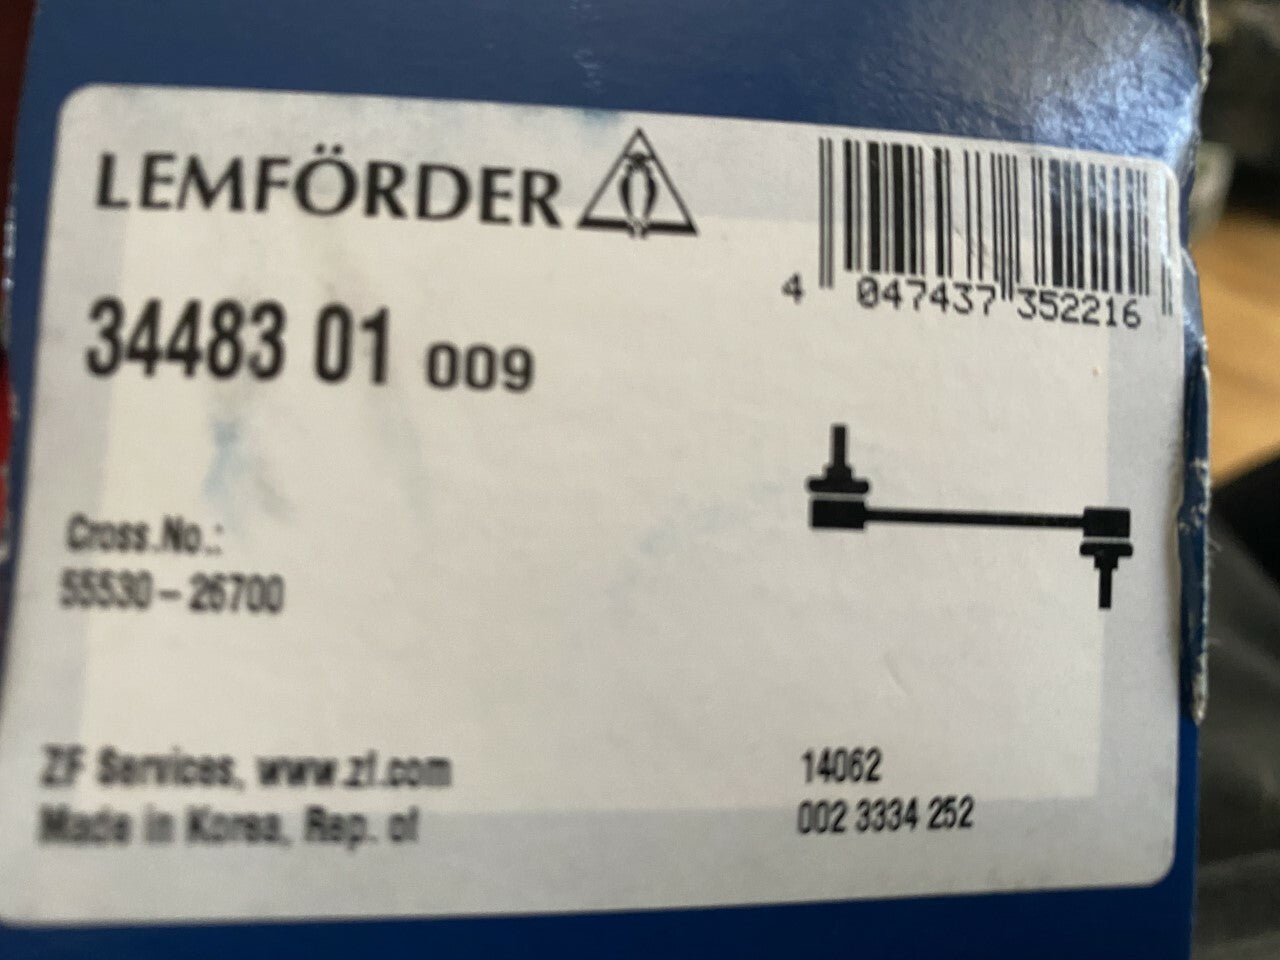 LEMFÖRDER
4 047437 352216
34483 01 009
Cross.No.:
55530-26700
ZF Services, www.zf.com
Made in Korea, Rep. of
14062
002 3334 252